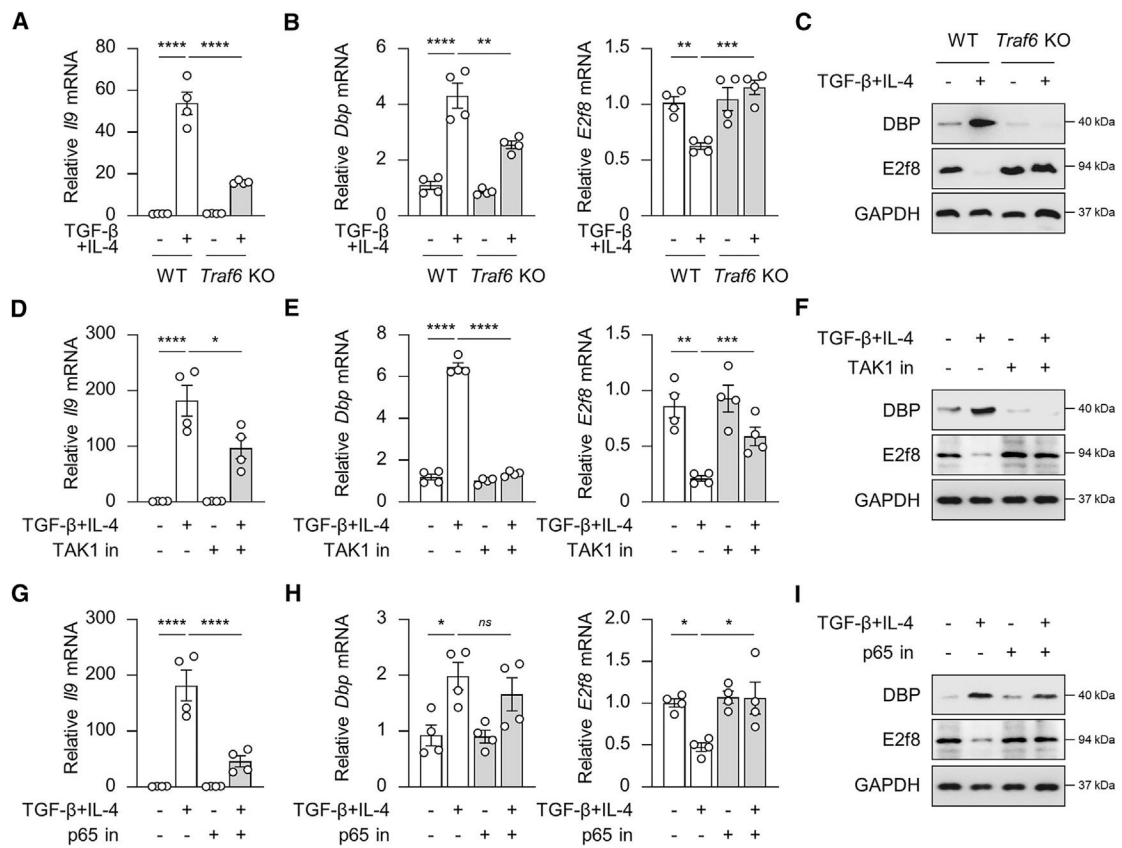 A
Relative Il9 mRNA
80
60
40
20
0
**** ****
TGF-β
+IL-4
- + - +
WT Traf6 KO
B
Relative Dbp mRNA
6
4
2
0
**** **
TGF-β
+IL-4
- + - +
WT Traf6 KO
Relative E2f8 mRNA
1.5
1.0
0.5
0
** ***
TGF-β
+IL-4
- + - +
WT Traf6 KO
C
WT Traf6 KO
TGF-β+IL-4 - + - +
DBP 40 kDa
E2f8 94 kDa
GAPDH 37 kDa
D
Relative Il9 mRNA
300
200
100
0
**** *
TGF-β+IL-4 - + - +
TAK1 in - - + +
E
Relative Dbp mRNA
8
6
4
2
0
**** ****
TGF-β+IL-4 - + - +
TAK1 in - - + +
Relative E2f8 mRNA
1.5
1.0
0.5
0
** ***
TGF-β+IL-4 - + - +
TAK1 in - - + +
F
TGF-β+IL-4 - + - +
TAK1 in - - + +
DBP 40 kDa
E2f8 94 kDa
GAPDH 37 kDa
G
Relative Il9 mRNA
300
200
100
0
**** ****
TGF-β+IL-4 - + - +
p65 in - - + +
H
Relative Dbp mRNA
3
2
1
0
* ns
TGF-β+IL-4 - + - +
p65 in - - + +
Relative E2f8 mRNA
2.0
1.5
1.0
0.5
0
* *
TGF-β+IL-4 - + - +
p65 in - - + +
I
TGF-β+IL-4 - + - +
p65 in - - + +
DBP 40 kDa
E2f8 94 kDa
GAPDH 37 kDa